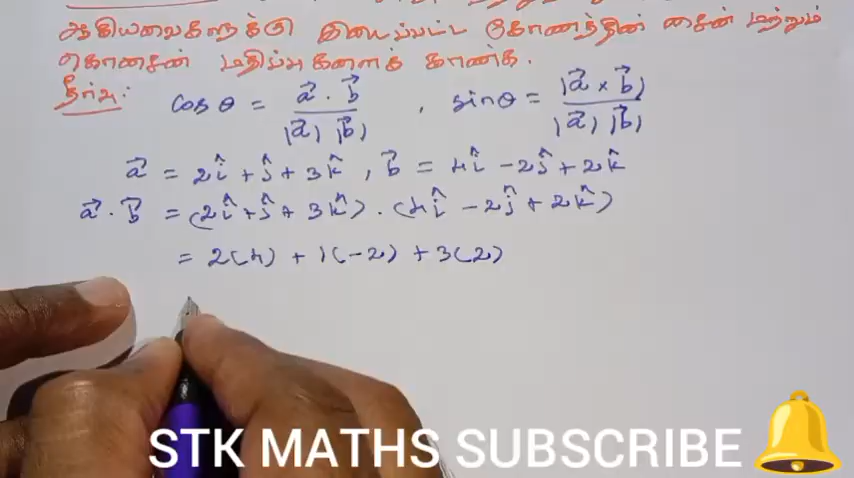 ஆகியவைகளுக்கு இடைப்பட்ட கோணத்தின் சைன் மற்றும்
கொசைன் மதிப்புகளைக் காண்க.
தீர்வு: cos θ = (a⃗ . b⃗) / (|a⃗| |b⃗|) , sin θ = |a⃗ × b⃗| / (|a⃗| |b⃗|)
a⃗ = 2î + ĵ + 3k̂, b⃗ = 4î − 2ĵ + 2k̂
a⃗ . b⃗ = (2î + ĵ + 3k̂) . (4î − 2ĵ + 2k̂)
= 2(4) + 1(−2) + 3(2)
STK MATHS SUBSCRIBE